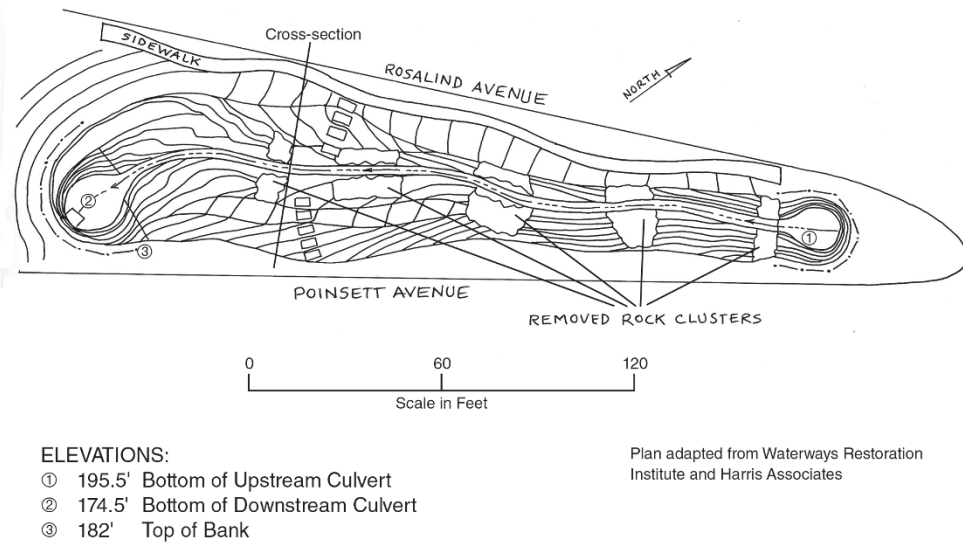 Cross-section
SIDEWALK
ROSALIND AVENUE
NORTH
②
①
③
POINSETT AVENUE
REMOVED ROCK CLUSTERS
0 60 120
Scale in Feet
ELEVATIONS:
① 195.5' Bottom of Upstream Culvert
② 174.5' Bottom of Downstream Culvert
③ 182' Top of Bank
Plan adapted from Waterways Restoration
Institute and Harris Associates